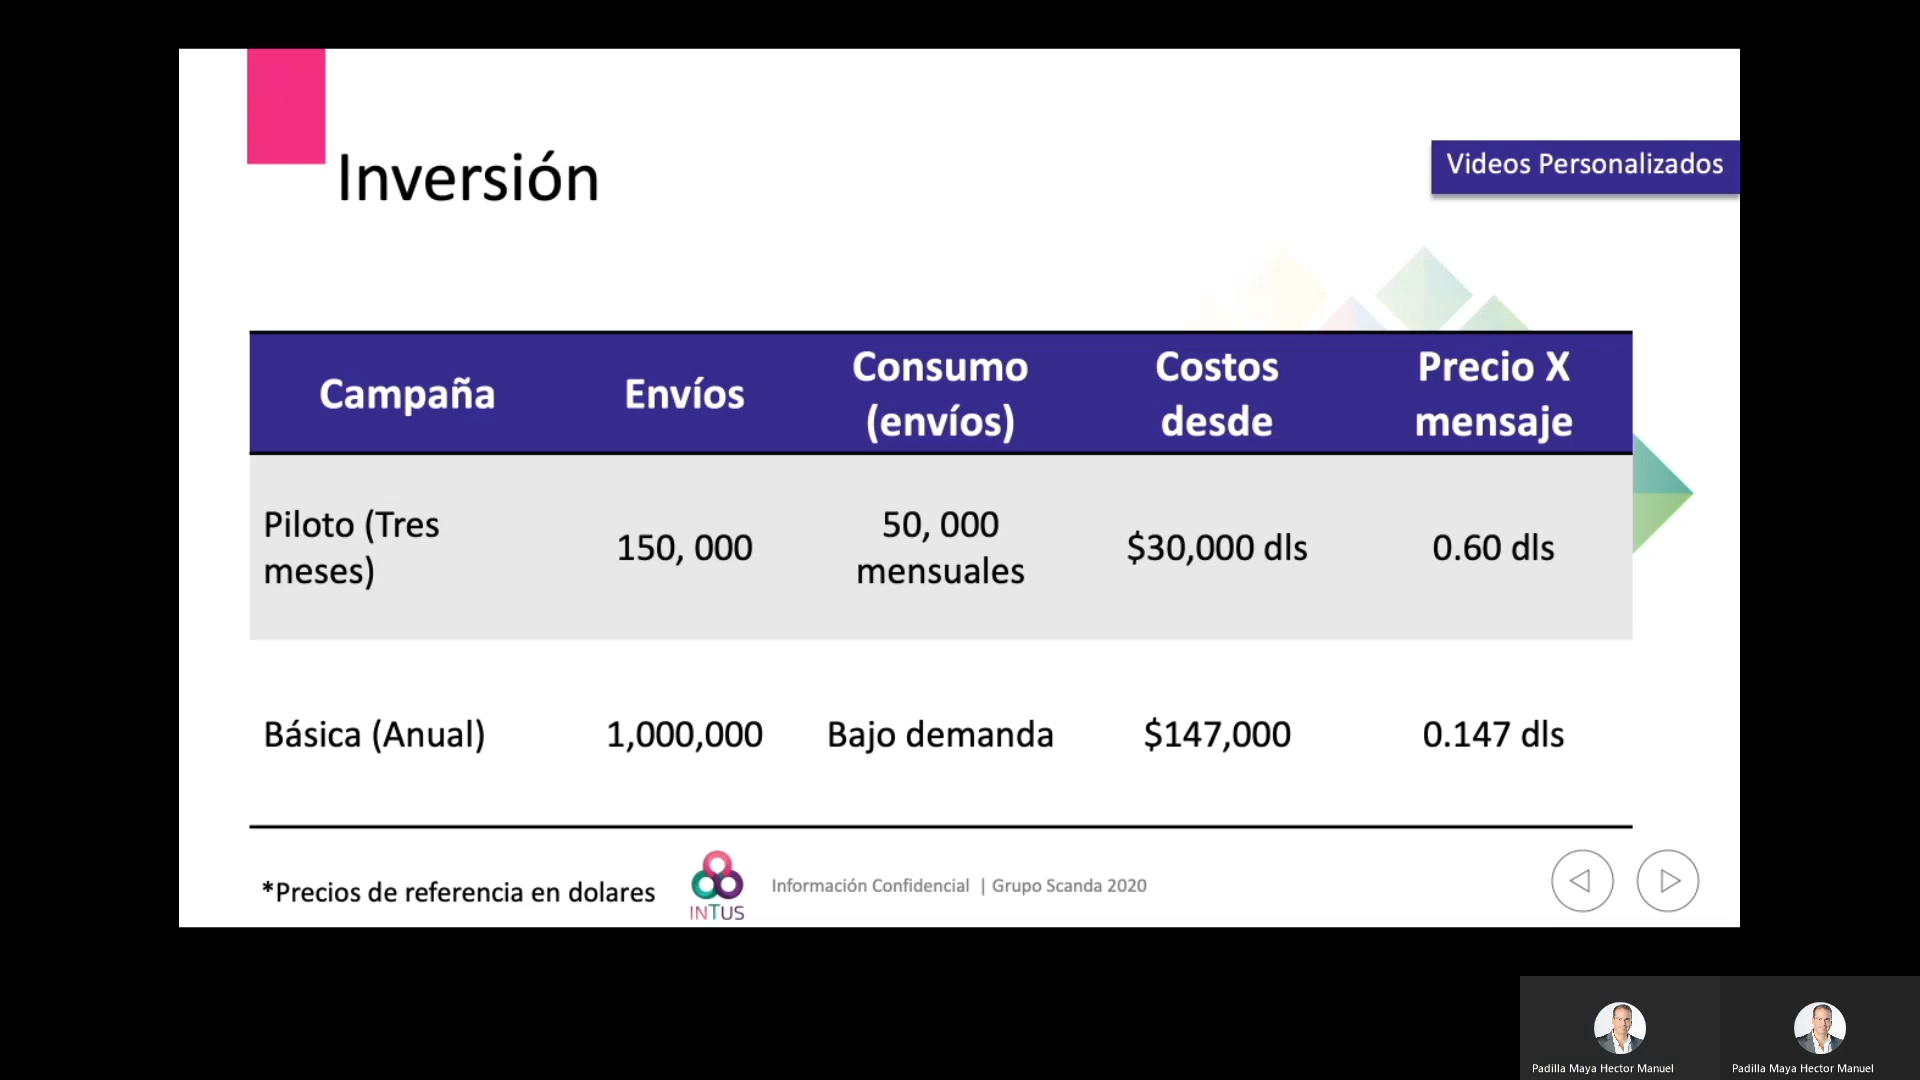 Inversión
Videos Personalizados
Campaña
Envíos
Consumo
(envíos)
Costos
desde
Precio X
mensaje
Piloto (Tres
meses)
150, 000
50, 000
mensuales
$30,000 dls
0.60 dls
Básica (Anual)
1,000,000
Bajo demanda
$147,000
0.147 dls
*Precios de referencia en dolares
INTUS
Información Confidencial | Grupo Scanda 2020
Padilla Maya Hector Manuel
Padilla Maya Hector Manuel